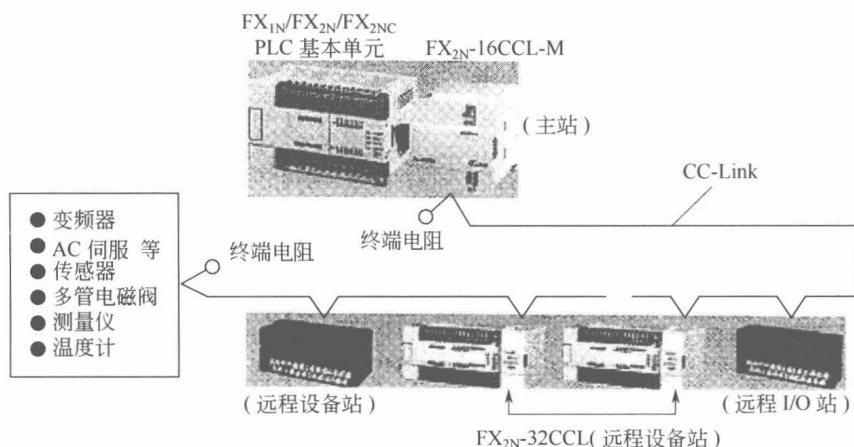 FX1N/FX2N/FX2NC
PLC 基本单元
FX2N-16CCL-M
(主站)
CC-Link
终端电阻
● 变频器
● AC 伺服 等
● 传感器
● 多管电磁阀
● 测量仪
● 温度计
终端电阻
(远程设备站)
(远程 I/O 站)
FX2N-32CCL(远程设备站)